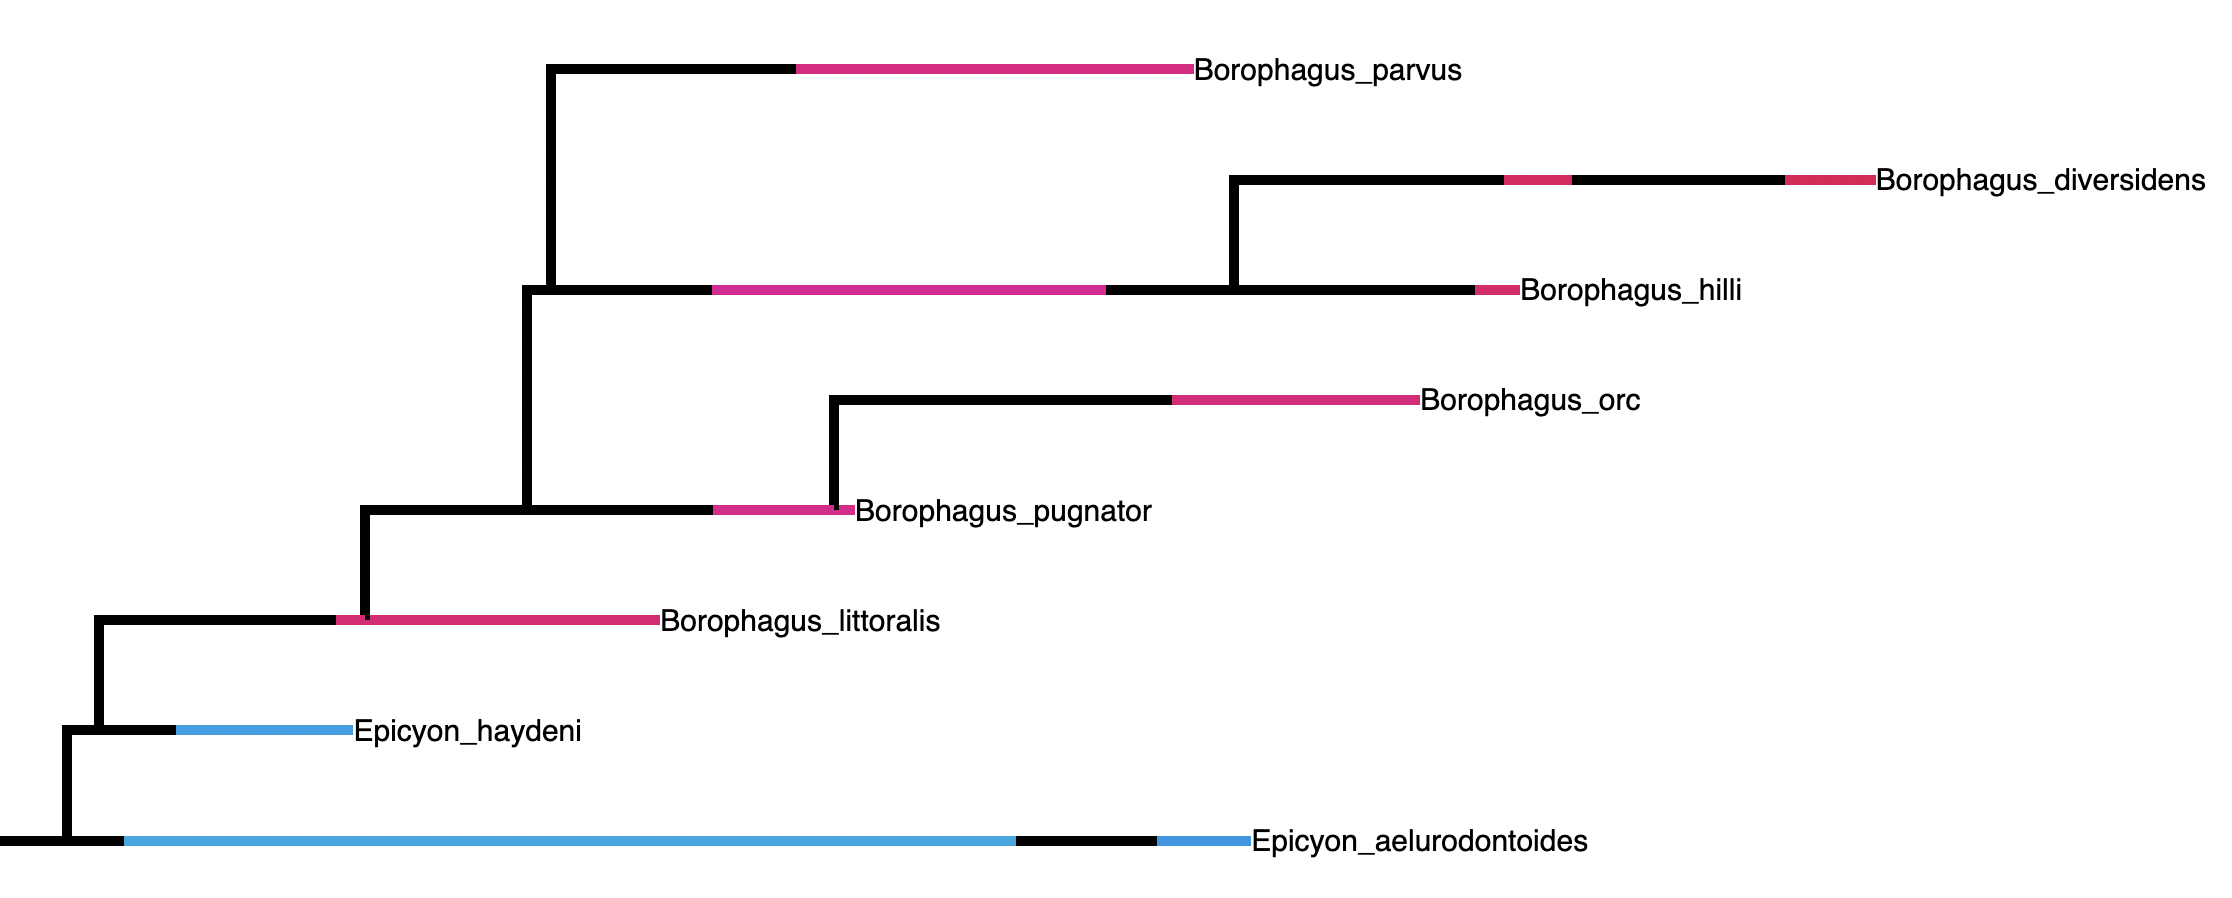 Borophagus_parvus
Borophagus_diversidens
Borophagus_hilli
Borophagus_orc
Borophagus_pugnator
Borophagus_littoralis
Epicyon_haydeni
Epicyon_aelurodontoides